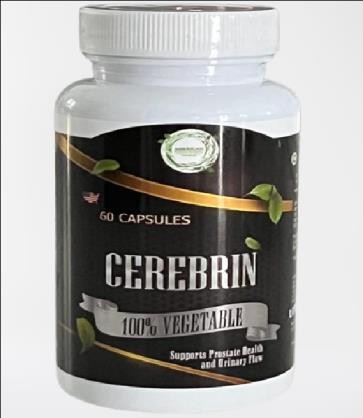 60 CAPSULES
CEREBRIN
100% VEGETABLE
Supports Prostate Health
and Urinary Flow